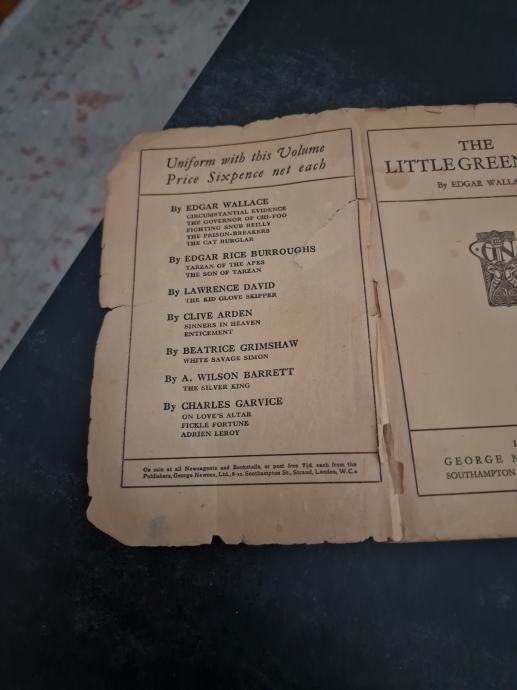 Uniform with this Volume
Price Sixpence net each
By EDGAR WALLACE
CIRCUMSTANTIAL EVIDENCE
THE GOVERNOR OF CHI-FOO
FIGHTING SNUB REILLY
THE PRISON-BREAKERS
THE CAT BURGLAR
By EDGAR RICE BURROUGHS
TARZAN OF THE APES
THE SON OF TARZAN
By LAWRENCE DAVID
THE KID GLOVE SKIPPER
By CLIVE ARDEN
SINNERS IN HEAVEN
ENTICEMENT
By BEATRICE GRIMSHAW
WHITE SAVAGE SIMON
By A. WILSON BARRETT
THE SILVER KING
By CHARLES GARVICE
ON LOVE'S ALTAR
FICKLE FORTUNE
ADRIEN LEROY
On sale at all Newsagents and Bookstalls, or post free 7½d. each from the
Publishers, George Newnes, Ltd., 8-11, Southampton St., Strand, London, W.C.2
THE
LITTLE GREEN
By EDGAR WALLA
GEORGE N
SOUTHAMPTON